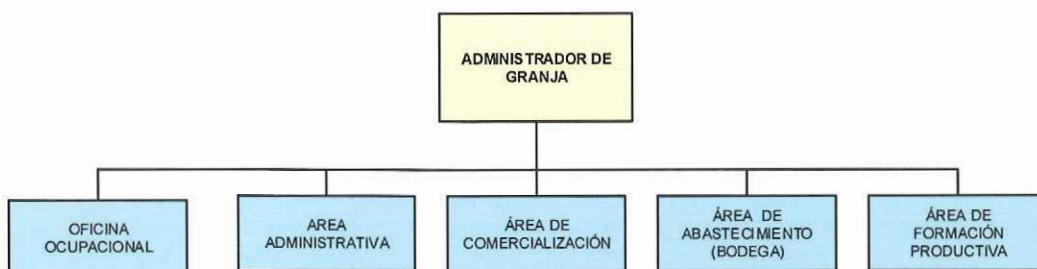 ADMINISTRADOR DE
GRANJA
OFICINA
OCUPACIONAL
AREA
ADMINISTRATIVA
ÁREA DE
COMERCIALIZACIÓN
ÁREA DE
ABASTECIMIENTO
(BODEGA)
ÁREA DE
FORMACIÓN
PRODUCTIVA